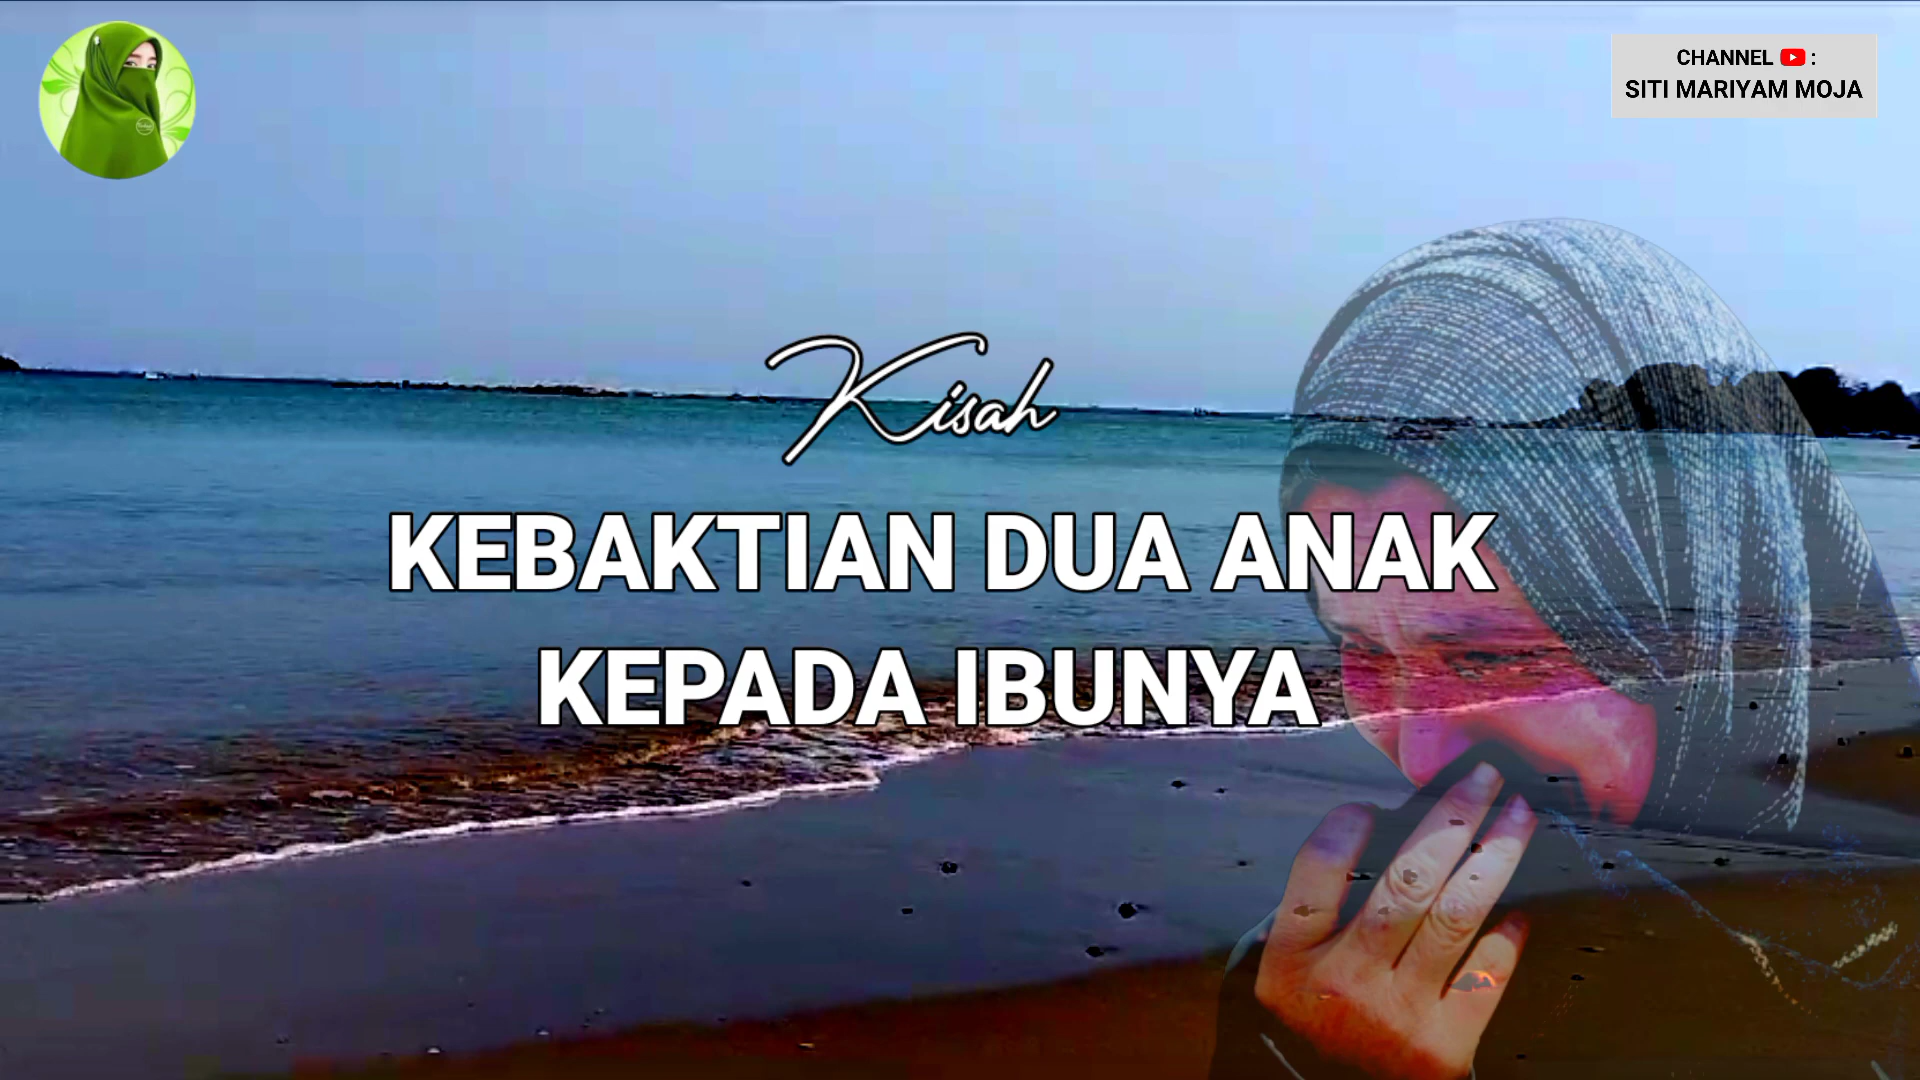 CHANNEL :
SITI MARIYAM MOJA
Kisah
KEBAKTIAN DUA ANAK
KEPADA IBUNYA